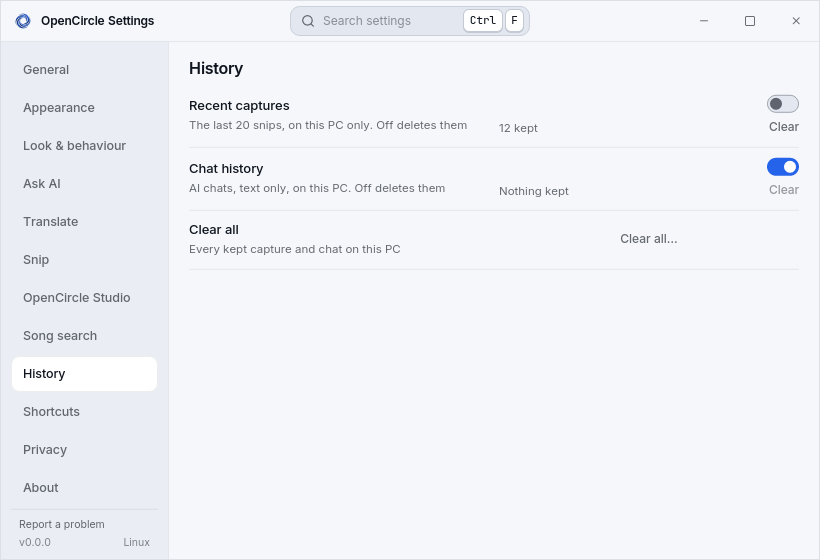 OpenCircle Settings
Search settings
Ctrl F
General
Appearance
Look & behaviour
Ask AI
Translate
Snip
OpenCircle Studio
Song search
History
Shortcuts
Privacy
About
Report a problem
v0.0.0 Linux
History
Recent captures
The last 20 snips, on this PC only. Off deletes them
12 kept
Clear
Chat history
AI chats, text only, on this PC. Off deletes them
Nothing kept
Clear
Clear all
Every kept capture and chat on this PC
Clear all...